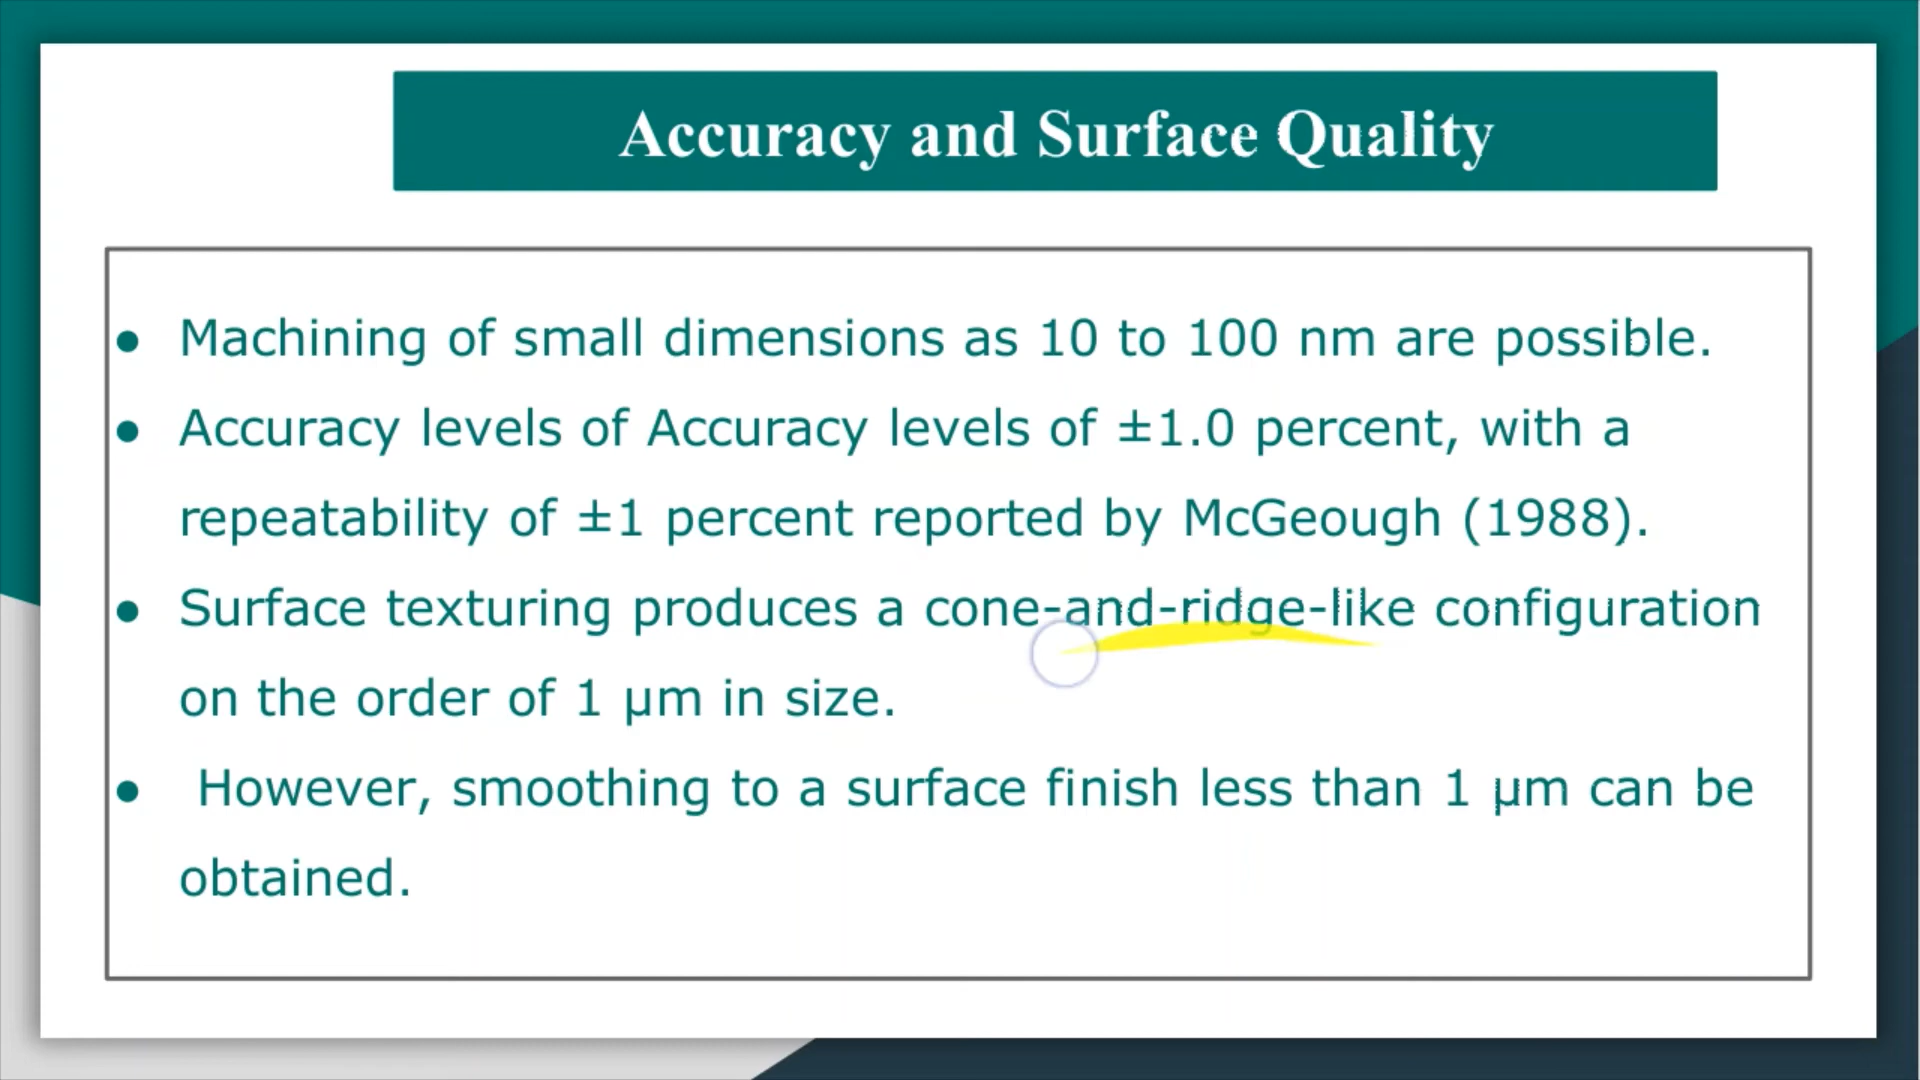 Accuracy and Surface Quality
● Machining of small dimensions as 10 to 100 nm are possible.
● Accuracy levels of Accuracy levels of ±1.0 percent, with a
repeatability of ±1 percent reported by McGeough (1988).
● Surface texturing produces a cone-and-ridge-like configuration
on the order of 1 μm in size.
● However, smoothing to a surface finish less than 1 μm can be
obtained.